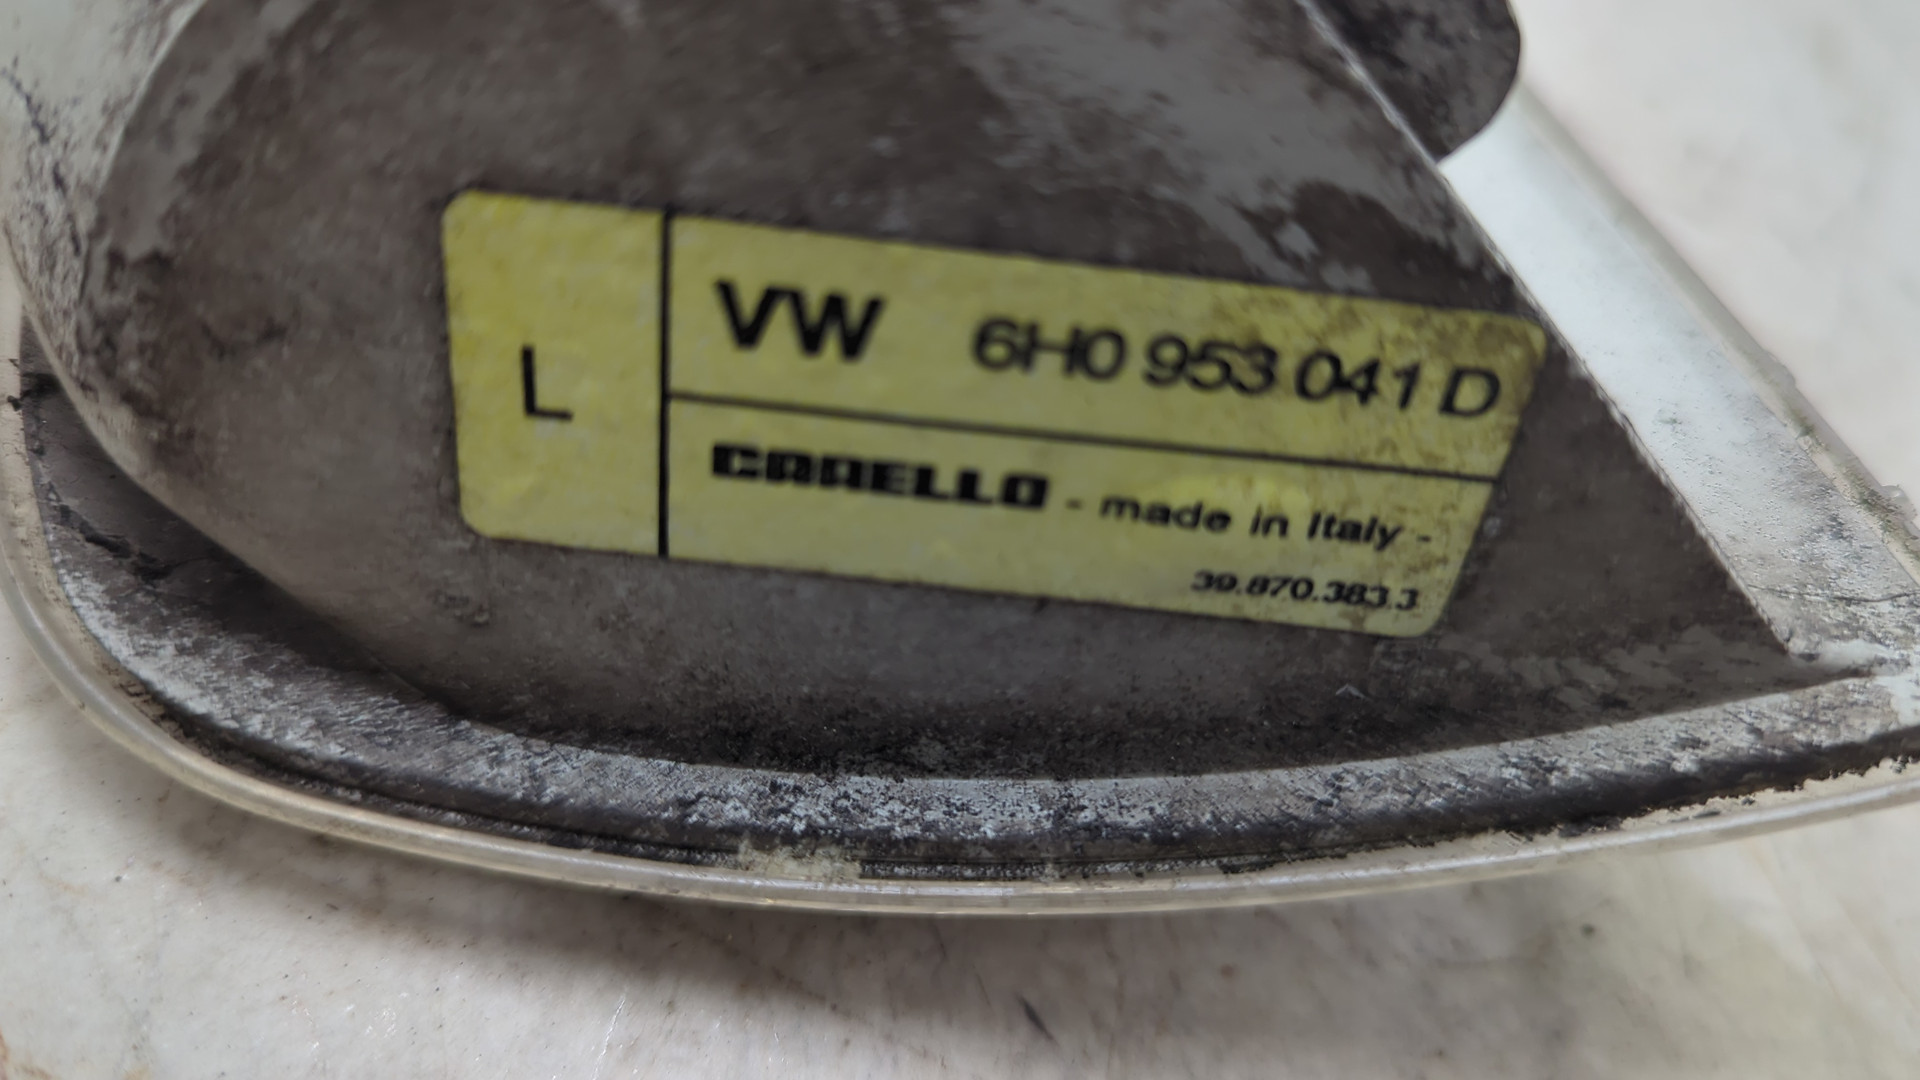 L
VW 6H0 953 041 D
CARELLO - made in Italy -
39.870.383.3